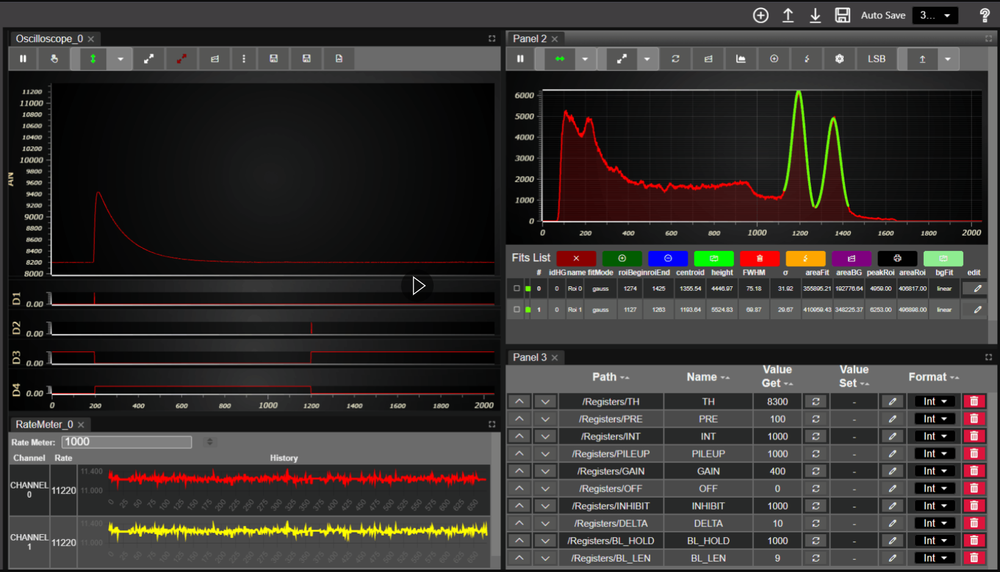 Auto Save 3...
Oscilloscope_0
11200
11000
10800
10600
10400
10200
10000
9800
9600
9400
9200
9000
8800
8600
8400
8200
8000
AN
D1 0.00
D2 0.00
D3 0.00
D4 0.00
0 200 400 600 800 1000 1200 1400 1600 1800 2000
RateMeter_0
Rate Meter: 1000
Channel Rate History
CHANNEL 0 11220
11.400
11.000
0 25 50 75 100 125 150 175 200 225 250 275 300 325 350 375 400 425 450 475 500 525 550 575 600 625 650
CHANNEL 1 11220
11.400
11.000
0 25 50 75 100 125 150 175 200 225 250 275 300 325 350 375 400 425 450 475 500 525 550 575 600 625 650
Panel 2
LSB
6000
5000
4000
3000
2000
1000
0
0 200 400 600 800 1000 1200 1400 1600 1800 2000
Fits List
# idHG name fitMode roiBegin roiEnd centroid height FWHM σ areaFit areaBG peakRoi areaRoi bgFit edit
0 0 Roi 0 gauss 1274 1425 1355.54 4446.97 75.18 31.92 355895.21 192776.64 4959.00 406817.00 linear
1 0 Roi 1 gauss 1127 1263 1193.64 5524.83 69.87 29.67 410959.43 348225.37 6253.00 496898.00 linear
Panel 3
Path Name Value Get Value Set Format
/Registers/TH TH 8300 - Int
/Registers/PRE PRE 100 - Int
/Registers/INT INT 1000 - Int
/Registers/PILEUP PILEUP 1000 - Int
/Registers/GAIN GAIN 400 - Int
/Registers/OFF OFF 0 - Int
/Registers/INHIBIT INHIBIT 1000 - Int
/Registers/DELTA DELTA 10 - Int
/Registers/BL_HOLD BL_HOLD 1000 - Int
/Registers/BL_LEN BL_LEN 9 - Int